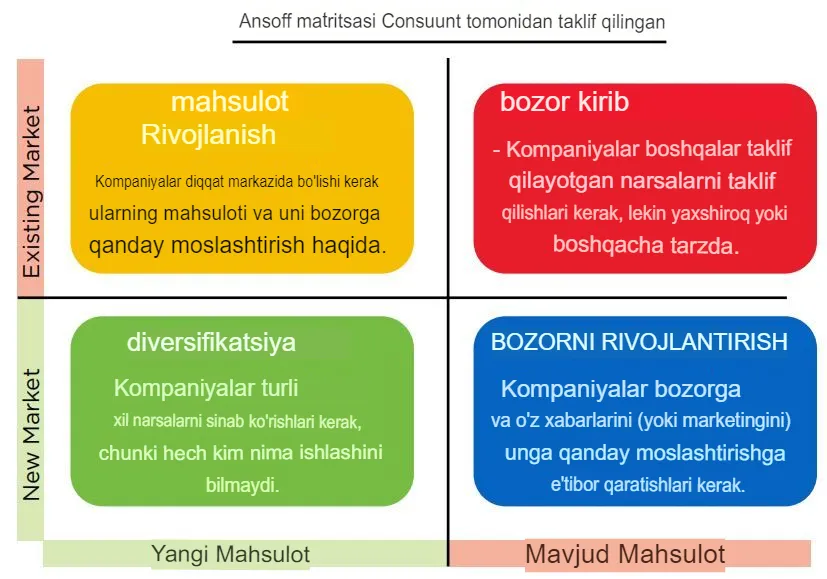 Ansoff matritsasi Consuunt tomonidan taklif qilingan
Existing Market
mahsulot
Rivojlanish
Kompaniyalar diqqat markazida bo'lishi kerak
ularning mahsuloti va uni bozorga
qanday moslashtirish haqida.
bozor kirib
- Kompaniyalar boshqalar taklif
qilayotgan narsalarni taklif
qilishlari kerak, lekin yaxshiroq yoki
boshqacha tarzda.
New Market
diversifikatsiya
Kompaniyalar turli
xil narsalarni sinab ko'rishlari kerak,
chunki hech kim nima ishlashini
bilmaydi.
BOZORNI RIVOJLANTIRISH
Kompaniyalar bozorga
va o'z xabarlarini (yoki marketingini)
unga qanday moslashtirishga
e'tibor qaratishlari kerak.
Yangi Mahsulot
Mavjud Mahsulot